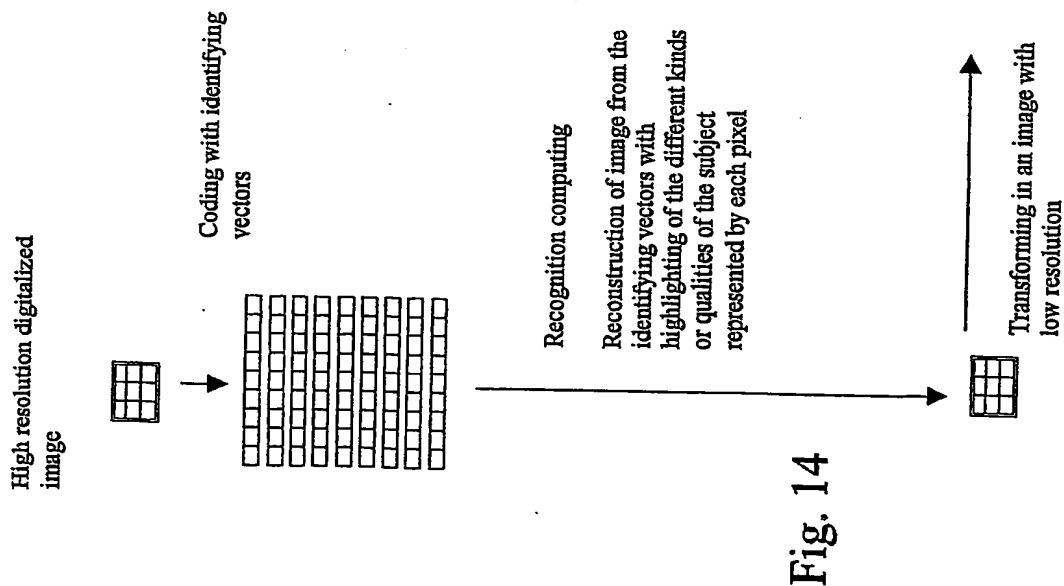 High resolution digitalized
image
Coding with identifying
vectors
Recognition computing
Reconstruction of image from the
identifying vectors with
highlighting of the different kinds
or qualities of the subject
represented by each pixel
Transforming in an image with
low resolution
Fig. 14